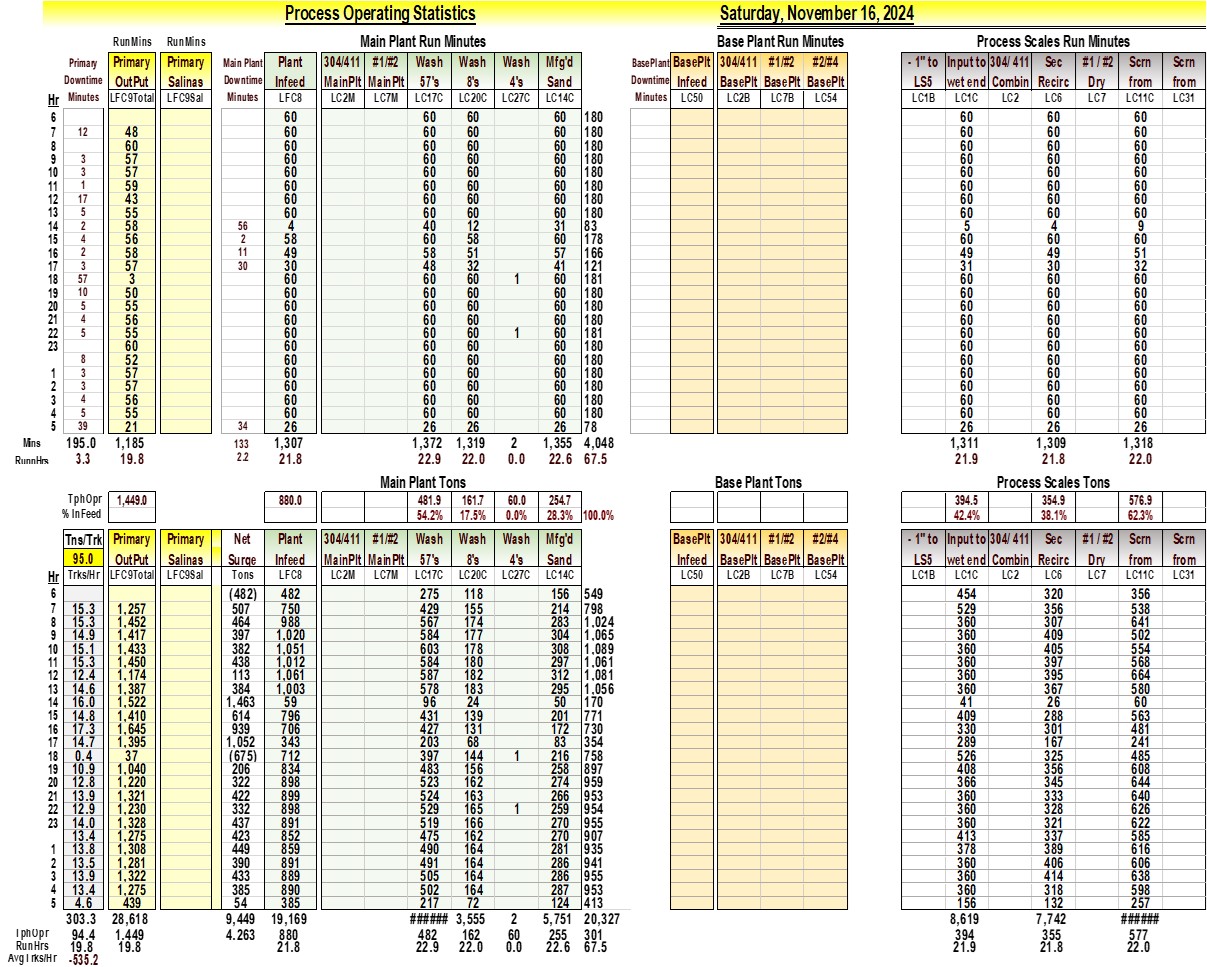 Process Operating Statistics Saturday, November 16, 2024
RunMins RunMins Main Plant Run Minutes Base Plant Run Minutes Process Scales Run Minutes
Primary Primary Primary Main Plant Plant 304/411 #1/#2 Wash Wash Wash Mfg'd BasePlant BasePlt 304/411 #1/#2 #2/#4 - 1" to Input to 304/ 411 Sec #1 / #2 Scrn Scrn
Downtime OutPut Salinas Downtime Infeed MainPlt MainPlt 57's 8's 4's Sand Downtime Infeed BasePlt BasePlt BasePlt LS5 wet end Combin Recirc Dry from from
Hr Minutes LFC9Total LFC9Sal Minutes LFC8 LC2M LC7M LC17C LC20C LC27C LC14C Minutes LC50 LC2B LC7B LC54 LC1B LC1C LC2 LC6 LC7 LC11C LC31
6 60 60 60 60 180 60 60 60
7 12 48 60 60 60 60 180 60 60 60
8 60 60 60 60 60 180 60 60 60
9 3 57 60 60 60 60 180 60 60 60
10 3 57 60 60 60 60 180 60 60 60
11 1 59 60 60 60 60 180 60 60 60
12 17 43 60 60 60 60 180 60 60 60
13 5 55 60 60 60 60 180 60 60 60
14 2 58 56 4 40 12 31 83 5 4 9
15 4 56 2 58 60 58 60 178 60 60 60
16 2 58 11 49 58 51 57 166 49 49 51
17 3 57 30 30 48 32 41 121 31 30 32
18 57 3 60 60 60 1 60 181 60 60 60
19 10 50 60 60 60 60 180 60 60 60
20 5 55 60 60 60 60 180 60 60 60
21 4 56 60 60 60 60 180 60 60 60
22 5 55 60 60 60 1 60 181 60 60 60
23 60 60 60 60 60 180 60 60 60
8 52 60 60 60 60 180 60 60 60
1 3 57 60 60 60 60 180 60 60 60
2 3 57 60 60 60 60 180 60 60 60
3 4 56 60 60 60 60 180 60 60 60
4 5 55 60 60 60 60 180 60 60 60
5 39 21 34 26 26 26 26 78 26 26 26
Mins 195.0 1,185 133 1,307 1,372 1,319 2 1,355 4,048 1,311 1,309 1,318
RunnHrs 3.3 19.8 2.2 21.8 22.9 22.0 0.0 22.6 67.5 21.9 21.8 22.0
Main Plant Tons Base Plant Tons Process Scales Tons
TphOpr 1,449.0 880.0 481.9 161.7 60.0 254.7 394.5 354.9 576.9
% InFeed 54.2% 17.5% 0.0% 28.3% 100.0% 42.4% 38.1% 62.3%
Tns/Trk Primary Primary Net Plant 304/411 #1/#2 Wash Wash Wash Mfg'd BasePlt 304/411 #1/#2 #2/#4 - 1" to Input to 304/ 411 Sec #1 / #2 Scrn Scrn
95.0 OutPut Salinas Surge Infeed MainPlt MainPlt 57's 8's 4's Sand Infeed BasePlt BasePlt BasePlt LS5 wet end Combin Recirc Dry from from
Hr Trks/Hr LFC9Total LFC9Sal Tons LFC8 LC2M LC7M LC17C LC20C LC27C LC14C LC50 LC2B LC7B LC54 LC1B LC1C LC2 LC6 LC7 LC11C LC31
6 (482) 482 275 118 156 549 454 320 356
7 15.3 1,257 507 750 429 155 214 798 529 356 538
8 15.3 1,452 464 988 567 174 283 1,024 360 307 641
9 14.9 1,417 397 1,020 584 177 304 1,065 360 409 502
10 15.1 1,433 382 1,051 603 178 308 1,089 360 405 554
11 15.3 1,450 438 1,012 584 180 297 1,061 360 397 568
12 12.4 1,174 113 1,061 587 182 312 1,081 360 395 664
13 14.6 1,387 384 1,003 578 183 295 1,056 360 367 580
14 16.0 1,522 1,463 59 96 24 50 170 41 26 60
15 14.8 1,410 614 796 431 139 201 771 409 288 563
16 17.3 1,645 939 706 427 131 172 730 330 301 481
17 14.7 1,395 1,052 343 203 68 83 354 289 167 241
18 0.4 37 (675) 712 397 144 1 216 758 526 325 485
19 10.9 1,040 206 834 483 156 258 897 408 356 608
20 12.8 1,220 322 898 523 162 274 959 366 345 644
21 13.9 1,321 422 899 524 163 266 953 360 333 640
22 12.9 1,230 332 898 529 165 1 259 954 360 328 626
23 14.0 1,328 437 891 519 166 270 955 360 321 622
13.4 1,275 423 852 475 162 270 907 413 337 585
1 13.8 1,308 449 859 490 164 281 935 378 389 616
2 13.5 1,281 390 891 491 164 286 941 360 406 606
3 13.9 1,322 433 889 505 164 286 955 360 414 638
4 13.4 1,275 385 890 502 164 287 953 360 318 598
5 4.6 439 54 385 217 72 124 413 156 132 257
303.3 28,618 9,449 19,169 ###### 3,555 2 5,751 20,327 8,619 7,742 ######
TphOpr 94.4 1.449 4.263 880 482 162 60 255 301 394 355 577
RunHrs 19.8 19.8 21.8 22.9 22.0 0.0 22.6 67.5 21.9 21.8 22.0
AvgTrks/Hr -535.2